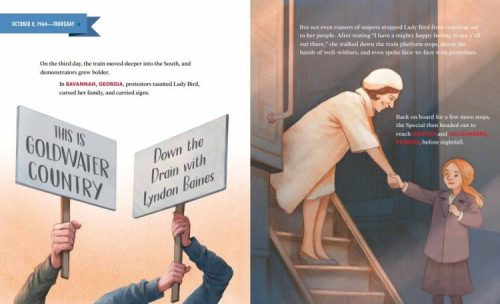 OCTOBER 8, 1964—THURSDAY
On the third day, the train moved deeper into the South, and
demonstrators grew bolder.
In SAVANNAH, GEORGIA, protestors taunted Lady Bird,
cursed her family, and carried signs.
THIS IS
GOLDWATER
COUNTRY
Down the
Drain with
Lyndon Baines
But not even rumors of snipers stopped Lady Bird from reaching out
to her people. After stating “I have a mighty happy feeling to see y’all
out there,” she walked down the train platform steps, shook the
hands of well-wishers, and even spoke face-to-face with protestors.
Back on board for a few more stops,
the Special then headed out to
reach and TALLAHASSEE,
FLORIDA, before nightfall.